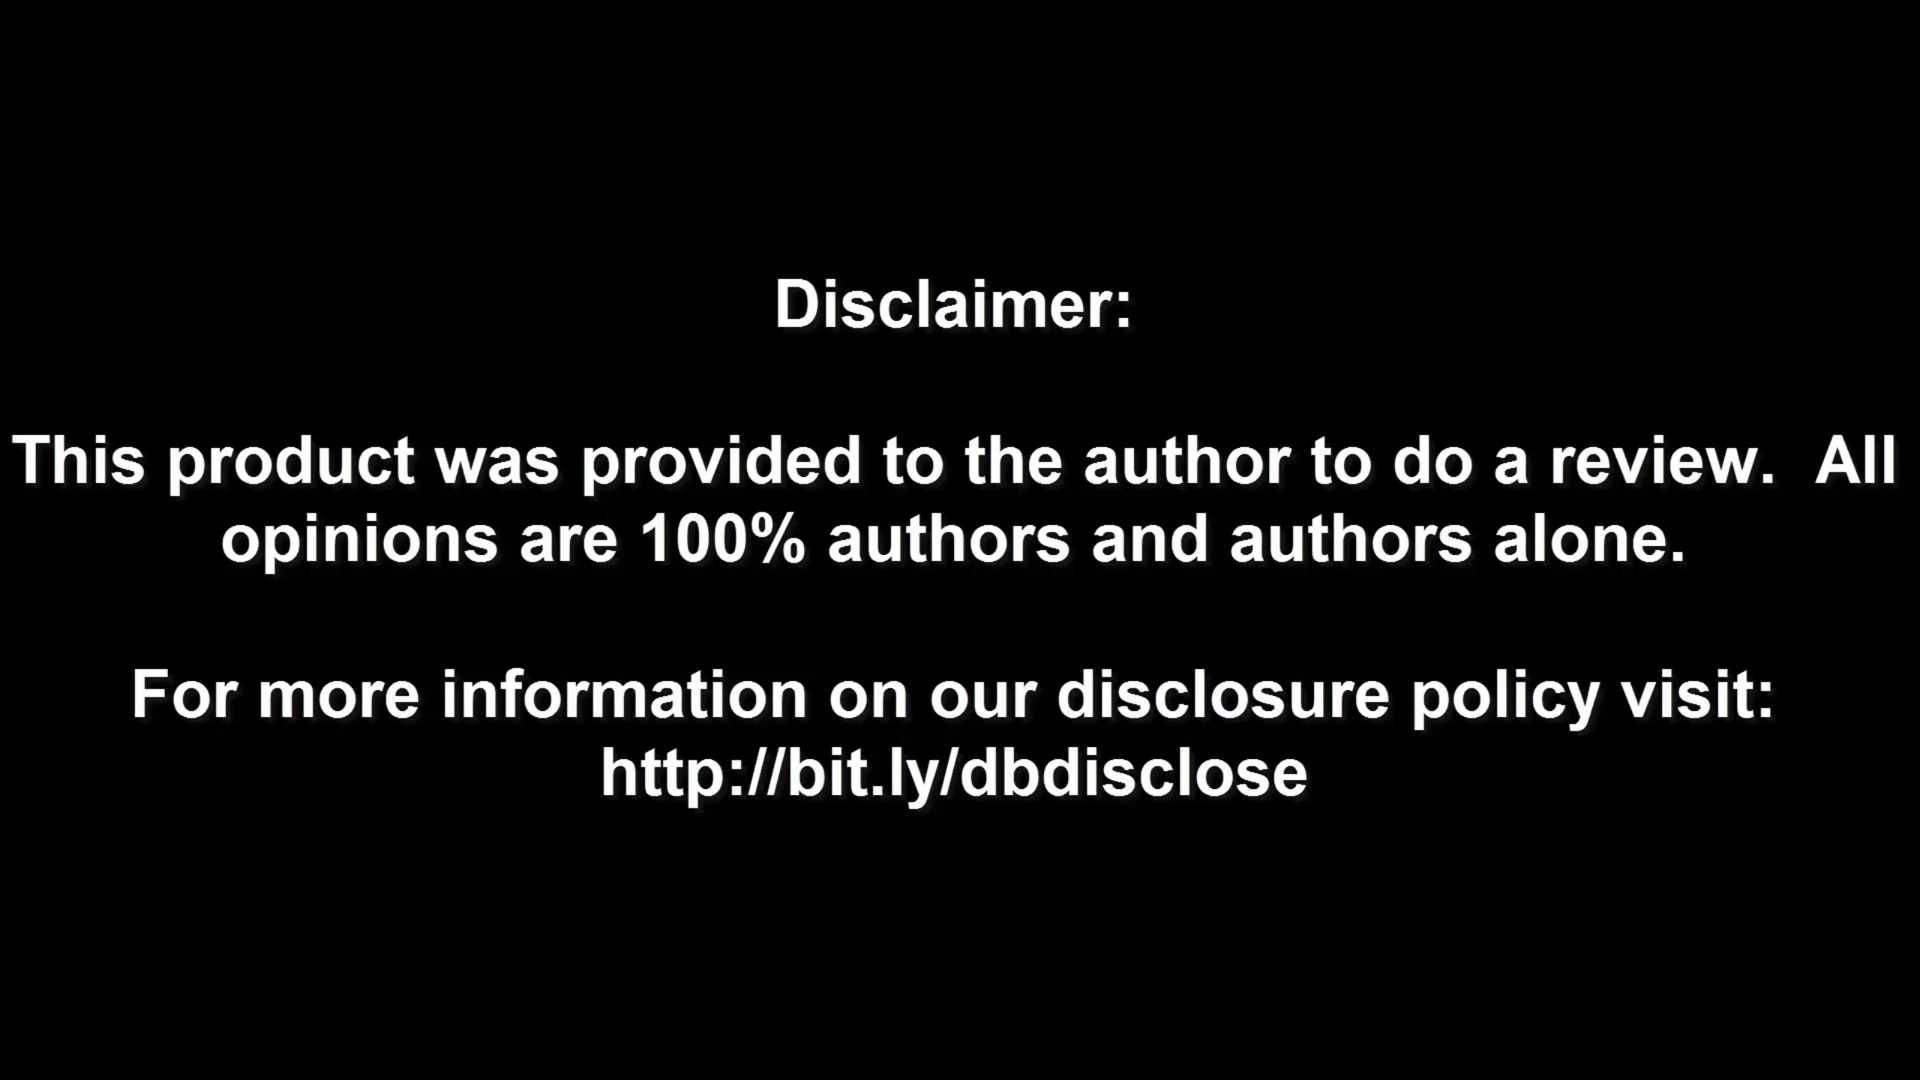 Disclaimer:
This product was provided to the author to do a review.  All
opinions are 100% authors and authors alone.
For more information on our disclosure policy visit:
http://bit.ly/dbdisclose